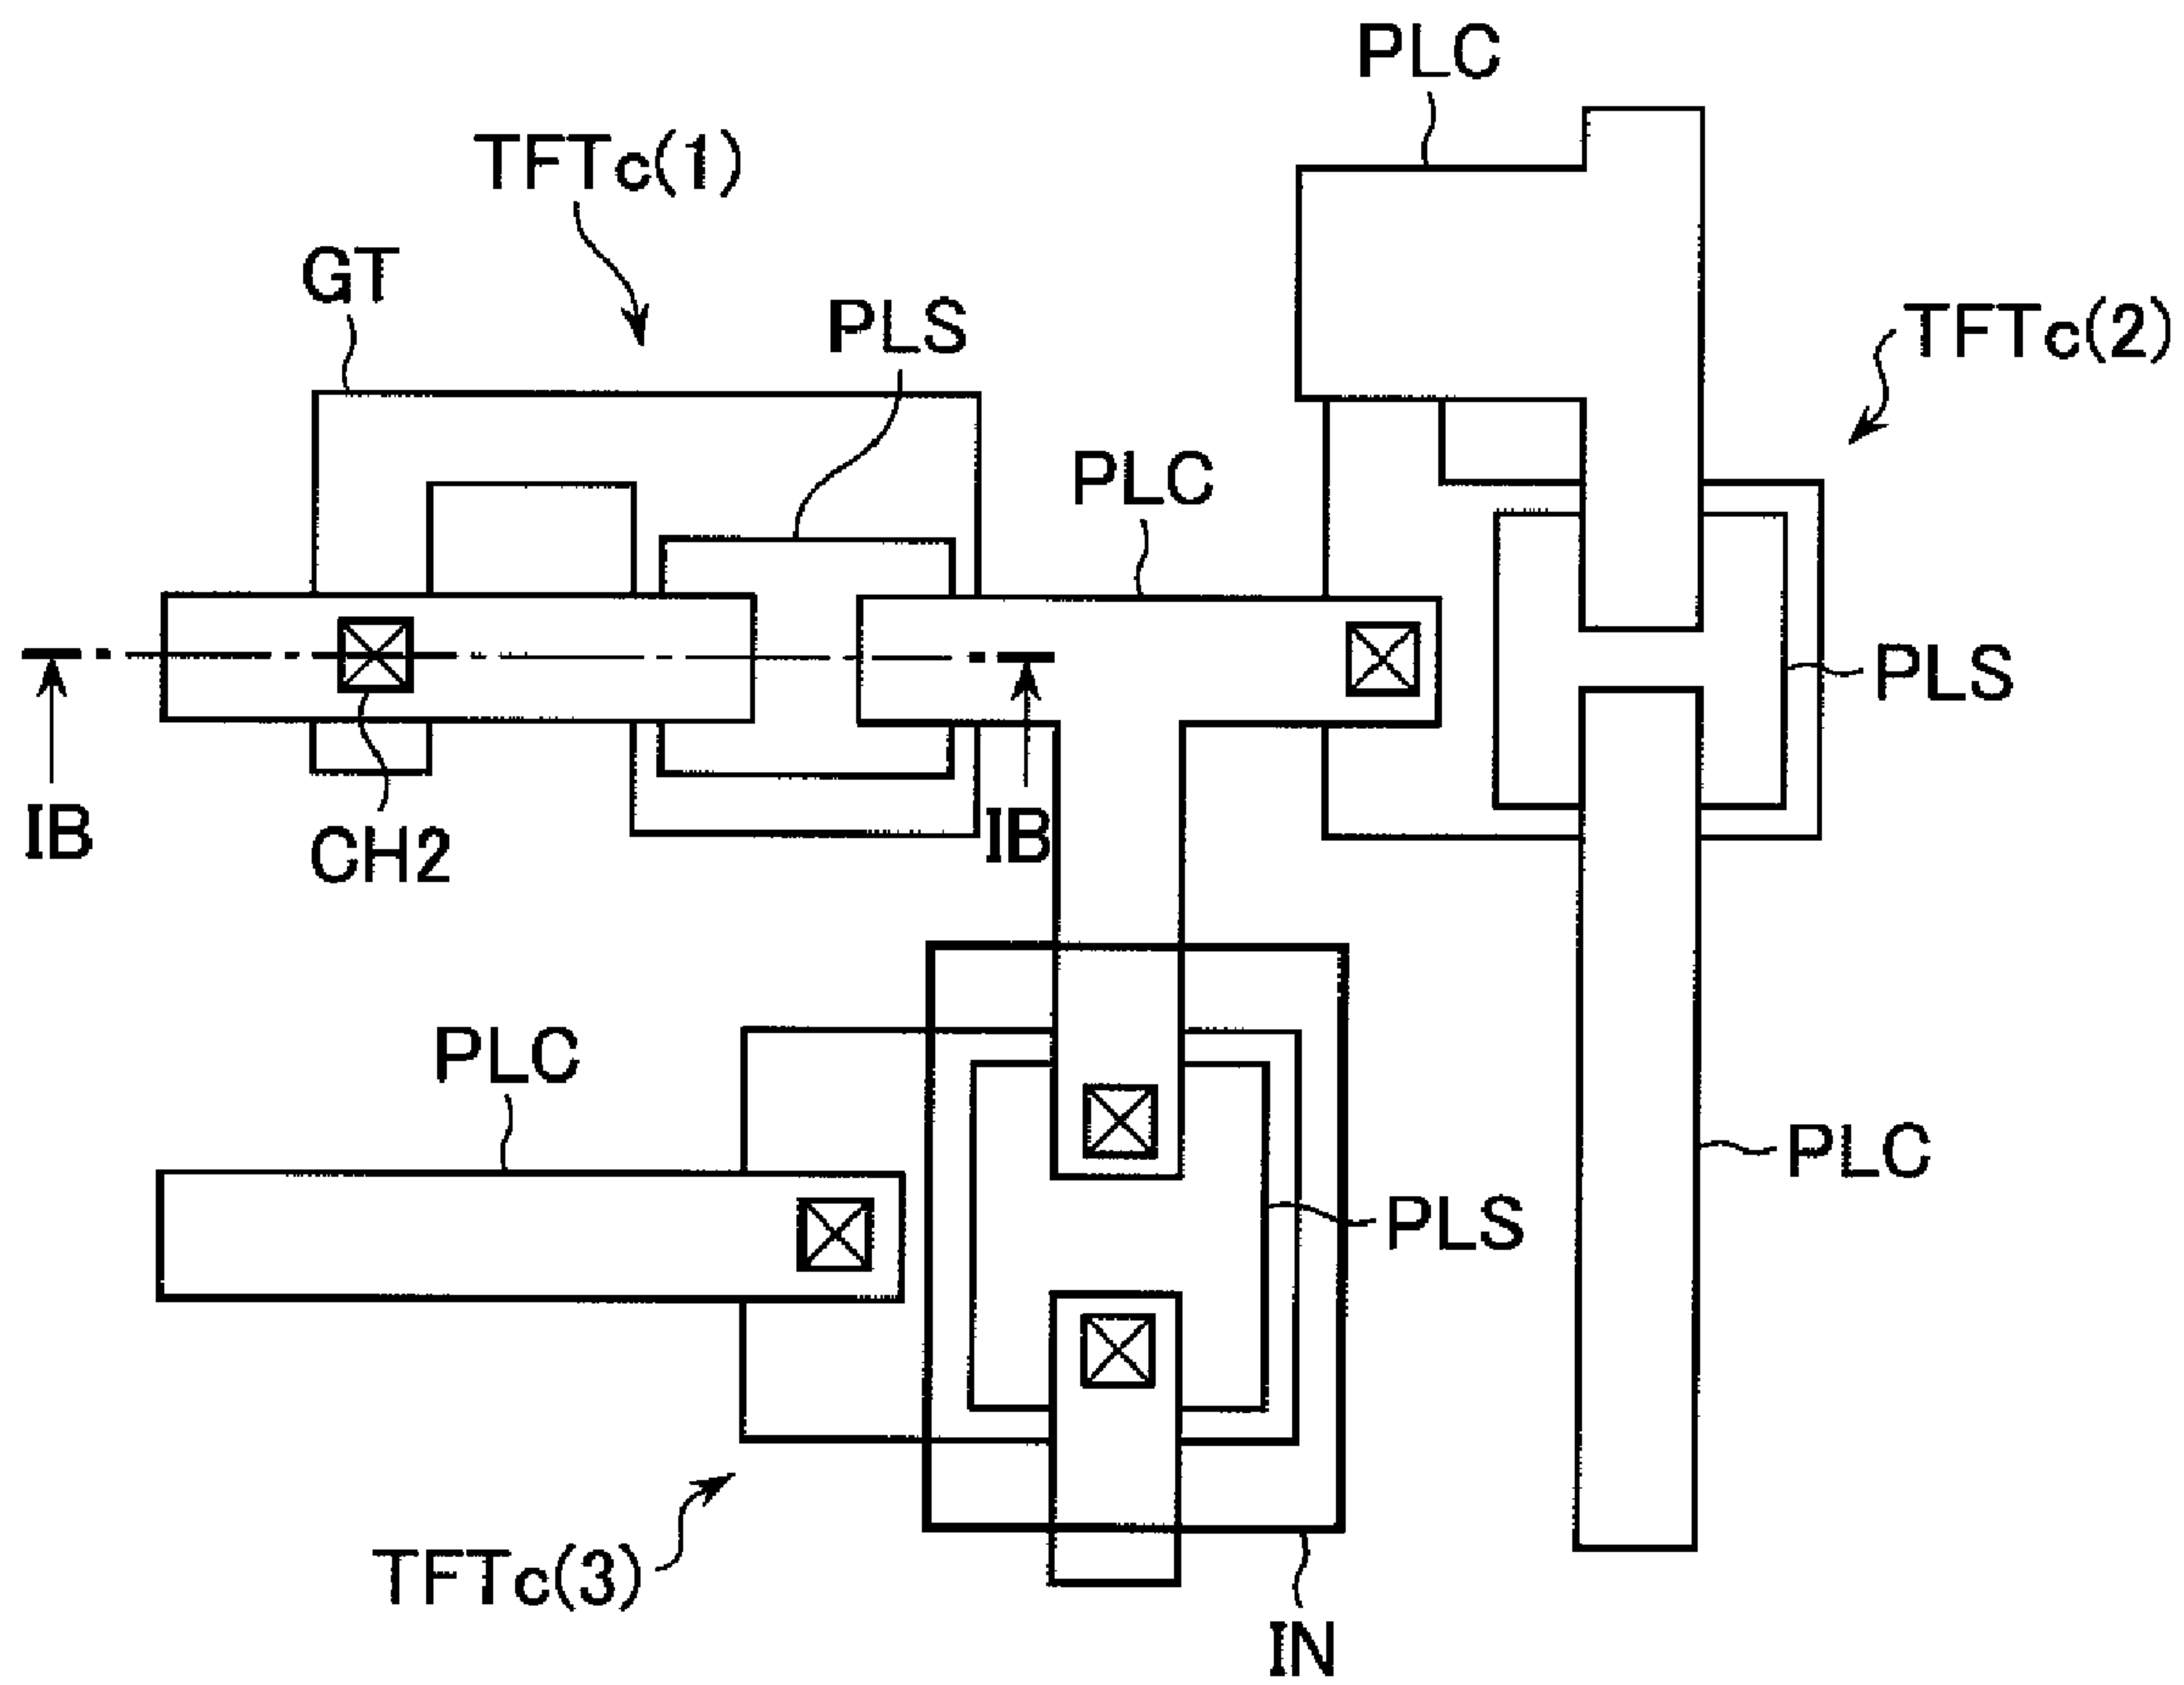 PLC
TFTc(1)
GT
PLS
TFTc(2)
PLC
PLS
IB
IB
CH2
PLC
PLC
PLS
TFTc(3)
IN